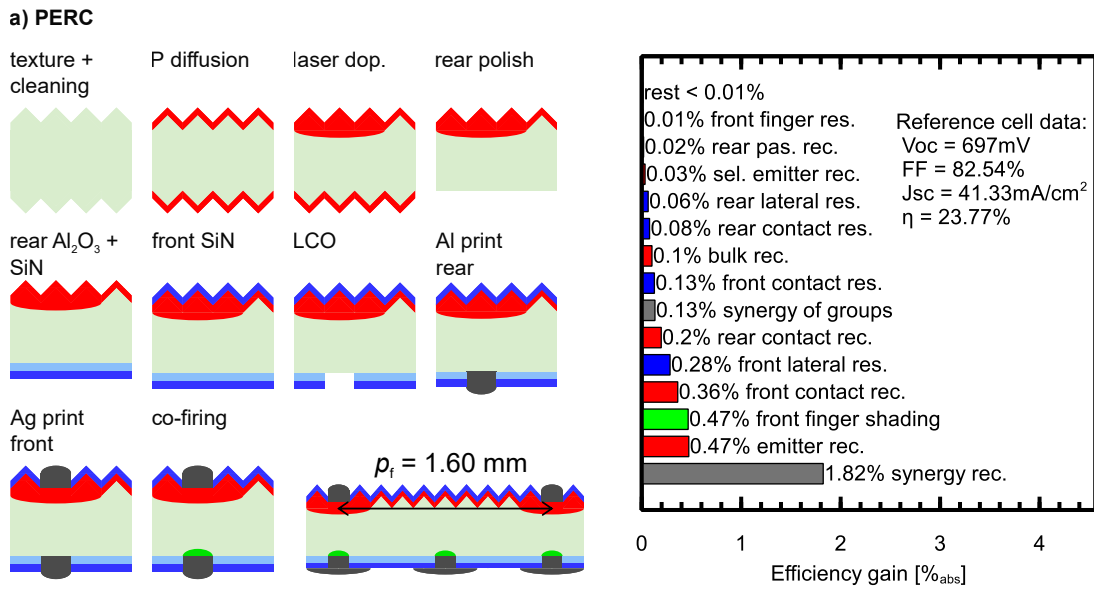 a) PERC
texture +
cleaning
P diffusion
laser dop.
rear polish
rear Al₂O₃ +
SiN
front SiN
LCO
Al print
rear
Ag print
front
co-firing
pf = 1.60 mm
rest < 0.01%
0.01% front finger res.
0.02% rear pas. rec.
0.03% sel. emitter rec.
0.06% rear lateral res.
0.08% rear contact res.
0.1% bulk rec.
0.13% front contact res.
0.13% synergy of groups
0.2% rear contact rec.
0.28% front lateral res.
0.36% front contact rec.
0.47% front finger shading
0.47% emitter rec.
1.82% synergy rec.
Reference cell data:
Voc = 697mV
FF = 82.54%
Jsc = 41.33mA/cm²
η = 23.77%
0 1 2 3 4
Efficiency gain [%abs]